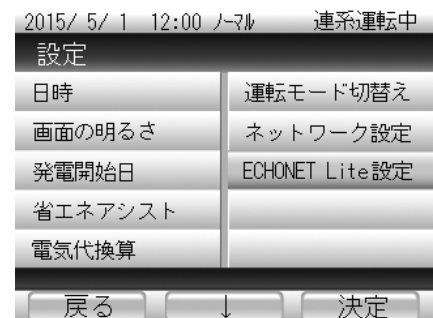 2015/ 5/ 1 12:00 ノーマル 連系運転中
設定
日時 運転モード切替え
画面の明るさ ネットワーク設定
発電開始日 ECHONET Lite設定
省エネアシスト
電気代換算
戻る ↓ 決定